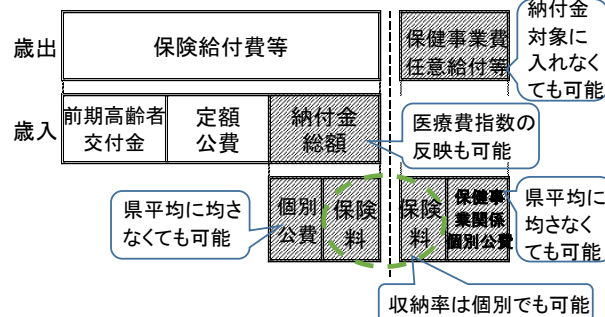 歳出
保険給付費等
保健事業費
任意給付等
納付金
対象に
入れなく
ても可能
歳入
前期高齢者
交付金
定額
公費
納付金
総額
医療費指数の
反映も可能
県平均に均さ
なくても可能
個別
公費
保険
料
保険
料
保健事
業関係
個別公費
県平均に
均さなく
ても可能
収納率は個別でも可能